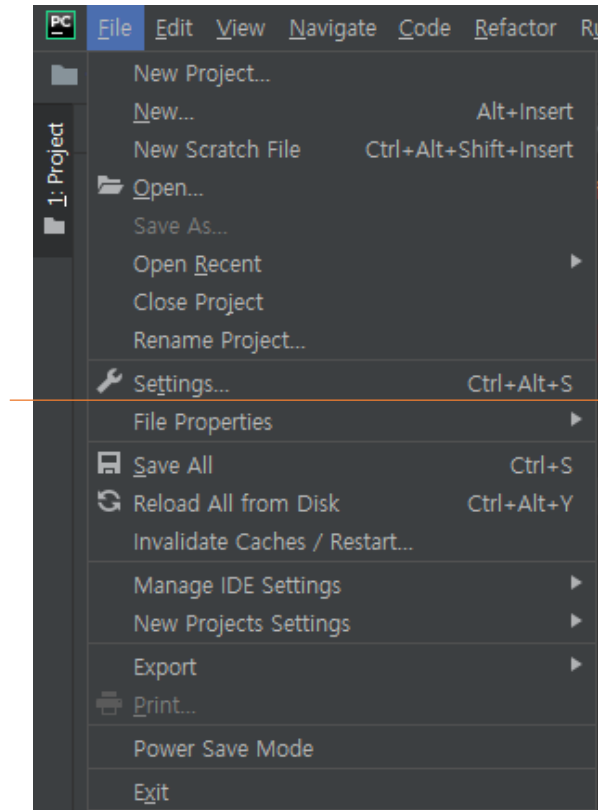 PC File Edit View Navigate Code Refactor
1: Project
New Project...
New... Alt+Insert
New Scratch File Ctrl+Alt+Shift+Insert
Open...
Save As...
Open Recent
Close Project
Rename Project...
Settings... Ctrl+Alt+S
File Properties
Save All Ctrl+S
Reload All from Disk Ctrl+Alt+Y
Invalidate Caches / Restart...
Manage IDE Settings
New Projects Settings
Export
Print...
Power Save Mode
Exit